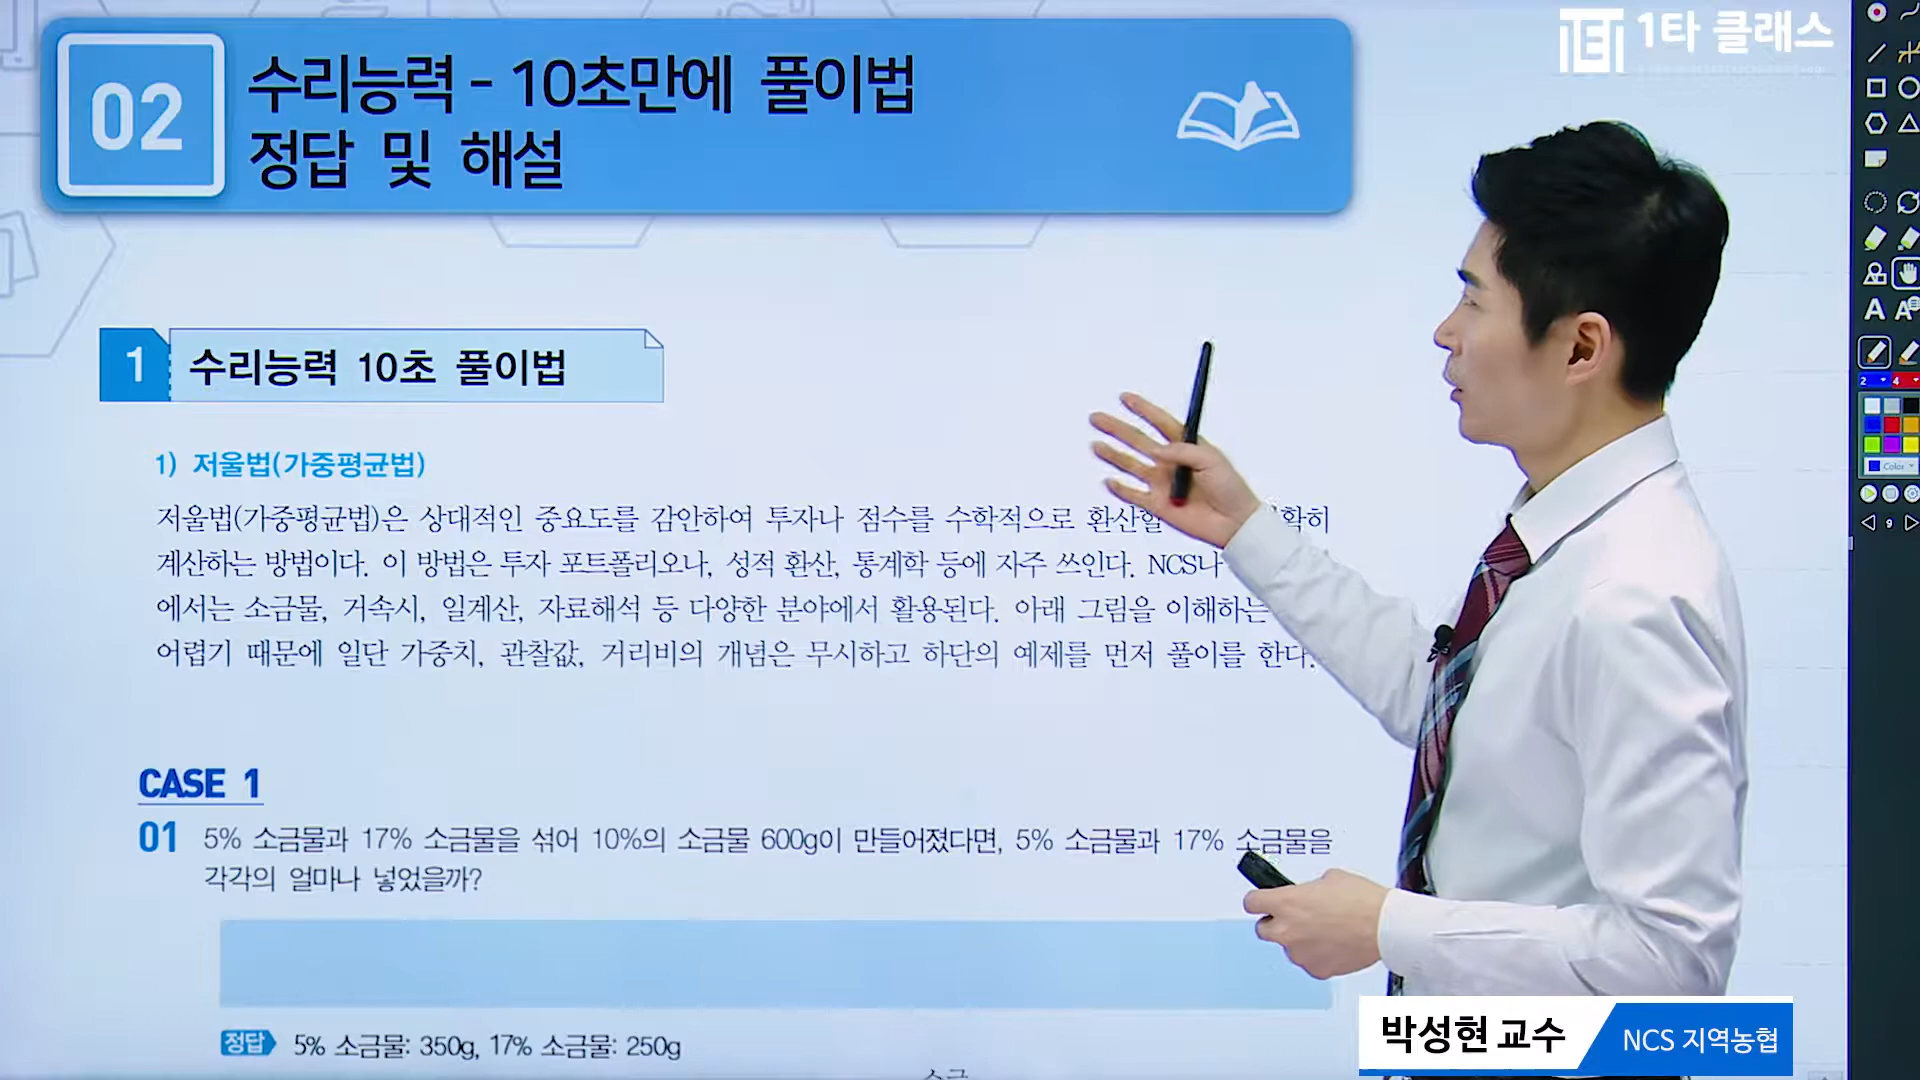 1타 클래스
02
수리능력 - 10초만에 풀이법
정답 및 해설
1 수리능력 10초 풀이법
1) 저울법(가중평균법)
저울법(가중평균법)은 상대적인 중요도를 감안하여 투자나 점수를 수학적으로 환산할 확히
계산하는 방법이다. 이 방법은 투자 포트폴리오나, 성적 환산, 통계학 등에 자주 쓰인다. NCS나
에서는 소금물, 거속시, 일계산, 자료해석 등 다양한 분야에서 활용된다. 아래 그림을 이해하는
어렵기 때문에 일단 가중치, 관찰값, 거리비의 개념은 무시하고 하단의 예제를 먼저 풀이를 한다.
CASE 1
01 5% 소금물과 17% 소금물을 섞어 10%의 소금물 600g이 만들어졌다면, 5% 소금물과 17% 소금물을
각각의 얼마나 넣었을까?
정답 5% 소금물: 350g, 17% 소금물: 250g
박성현 교수
NCS 지역농협
A
2
4
Color
9